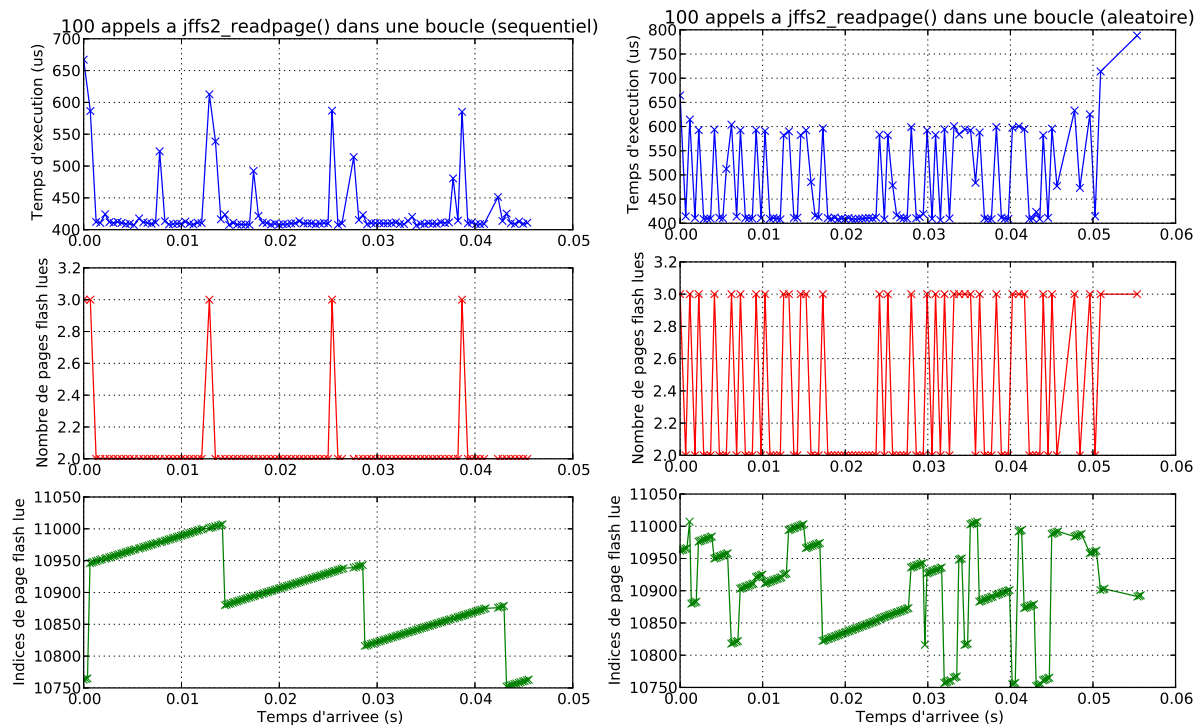 100 appels a jffs2_readpage() dans une boucle (sequentiel)
Temps d'execution (us)
700
650
600
550
500
450
400
0.00 0.01 0.02 0.03 0.04 0.05
Nombre de pages flash lues
3.2
3.0
2.8
2.6
2.4
2.2
2.0
0.00 0.01 0.02 0.03 0.04 0.05
Indices de page flash lue
11050
11000
10950
10900
10850
10800
10750
0.00 0.01 0.02 0.03 0.04 0.05
Temps d'arrivee (s)
100 appels a jffs2_readpage() dans une boucle (aleatoire)
Temps d'execution (us)
800
750
700
650
600
550
500
450
400
0.00 0.01 0.02 0.03 0.04 0.05 0.06
Nombre de pages flash lues
3.2
3.0
2.8
2.6
2.4
2.2
2.0
0.00 0.01 0.02 0.03 0.04 0.05 0.06
Indices de page flash lue
11050
11000
10950
10900
10850
10800
10750
0.00 0.01 0.02 0.03 0.04 0.05 0.06
Temps d'arrivee (s)